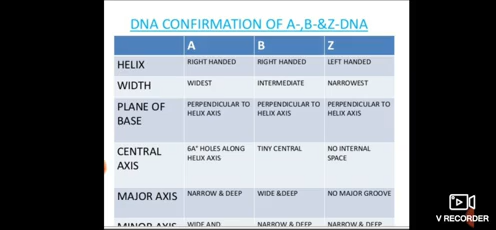 DNA CONFIRMATION OF A-,B-&Z-DNA
A B Z
HELIX RIGHT HANDED RIGHT HANDED LEFT HANDED
WIDTH WIDEST INTERMEDIATE NARROWEST
PLANE OF PERPENDICULAR TO PERPENDICULAR TO PERPENDICULAR TO
BASE HELIX AXIS HELIX AXIS HELIX AXIS
CENTRAL 6A° HOLES ALONG TINY CENTRAL NO INTERNAL
AXIS HELIX AXIS SPACE
MAJOR AXIS NARROW & DEEP WIDE &DEEP NO MAJOR GROOVE
MINOR AXIS WIDE AND NARROW & DEEP NARROW & DEEP
V RECORDER